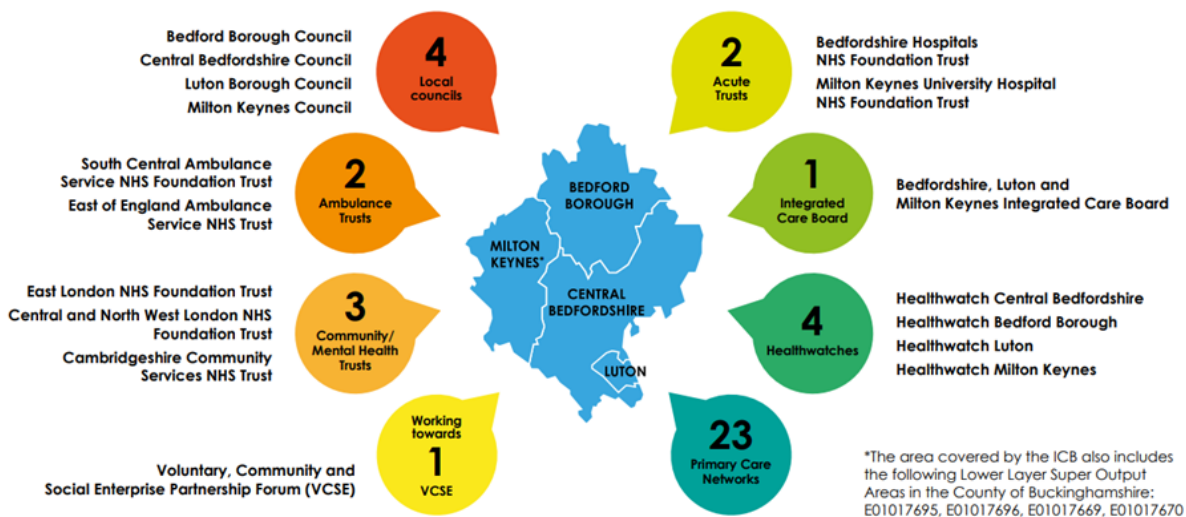 Bedford Borough Council
Central Bedfordshire Council
Luton Borough Council
Milton Keynes Council
4
Local
councils
2
Acute
Trusts
Bedfordshire Hospitals
NHS Foundation Trust
Milton Keynes University Hospital
NHS Foundation Trust
South Central Ambulance
Service NHS Foundation Trust
East of England Ambulance
Service NHS Trust
2
Ambulance
Trusts
BEDFORD
BOROUGH
MILTON
KEYNES*
CENTRAL
BEDFORDSHIRE
LUTON
1
Integrated
Care Board
Bedfordshire, Luton and
Milton Keynes Integrated Care Board
East London NHS Foundation Trust
Central and North West London NHS
Foundation Trust
Cambridgeshire Community
Services NHS Trust
3
Community/
Mental Health
Trusts
4
Healthwatches
Healthwatch Central Bedfordshire
Healthwatch Bedford Borough
Healthwatch Luton
Healthwatch Milton Keynes
Voluntary, Community and
Social Enterprise Partnership Forum (VCSE)
Working
towards
1
VCSE
23
Primary Care
Networks
*The area covered by the ICB also includes
the following Lower Layer Super Output
Areas in the County of Buckinghamshire:
E01017695, E01017696, E01017669, E01017670